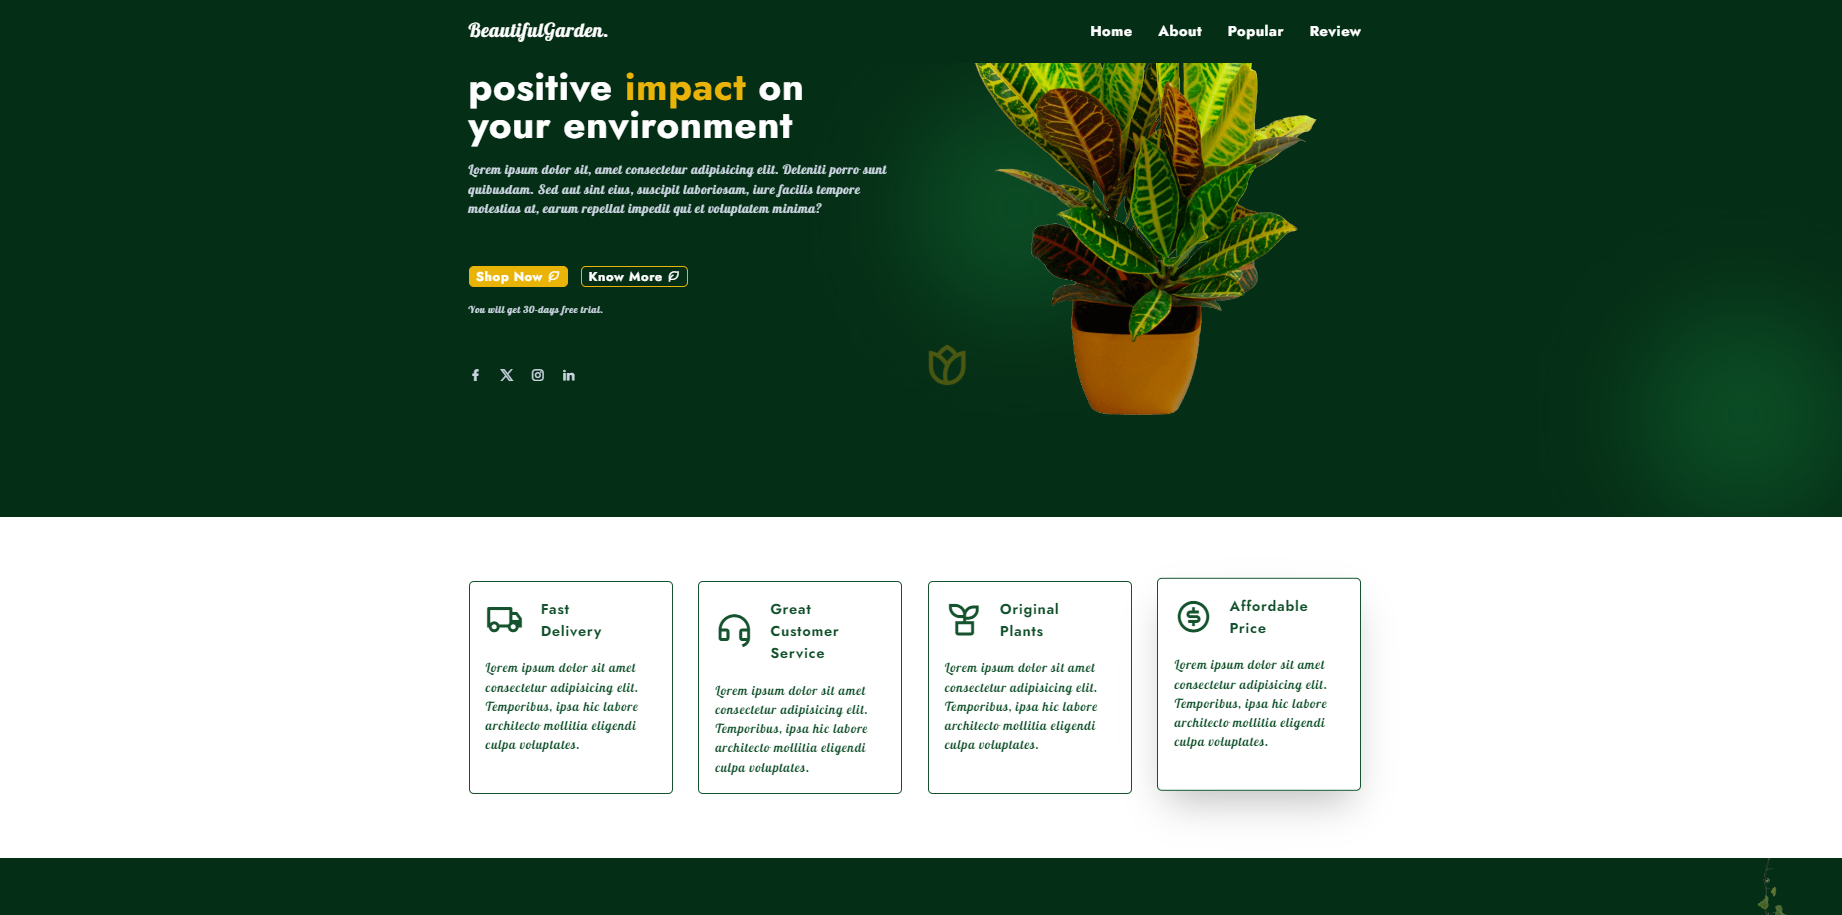 BeautifulGarden.
Home About Popular Review
positive impact on
your environment
Lorem ipsum dolor sit, amet consectetur adipisicing elit. Deleniti porro sunt
quibusdam. Sed aut sint eius, suscipit laboriosam, iure facilis tempore
molestias at, earum repellat impedit qui et voluptatem minima?
Shop Now
Know More
You will get 30-days free trial.
Fast
Delivery
Lorem ipsum dolor sit amet
consectetur adipisicing elit.
Temporibus, ipsa hic labore
architecto mollitia eligendi
culpa voluptates.
Great
Customer
Service
Lorem ipsum dolor sit amet
consectetur adipisicing elit.
Temporibus, ipsa hic labore
architecto mollitia eligendi
culpa voluptates.
Original
Plants
Lorem ipsum dolor sit amet
consectetur adipisicing elit.
Temporibus, ipsa hic labore
architecto mollitia eligendi
culpa voluptates.
Affordable
Price
Lorem ipsum dolor sit amet
consectetur adipisicing elit.
Temporibus, ipsa hic labore
architecto mollitia eligendi
culpa voluptates.